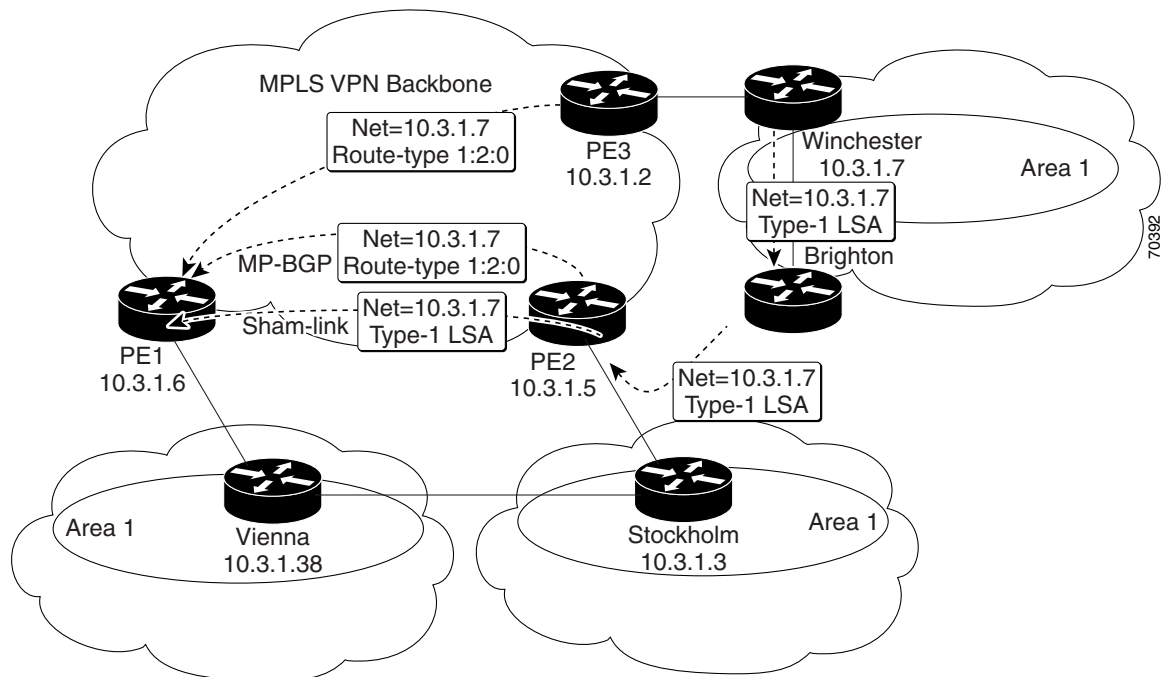 MPLS VPN Backbone
Net=10.3.1.7
Route-type 1:2:0
PE3
10.3.1.2
Winchester
10.3.1.7
Area 1
Net=10.3.1.7
Type-1 LSA
Brighton
70392
Net=10.3.1.7
Route-type 1:2:0
MP-BGP
Sham-link
Net=10.3.1.7
Type-1 LSA
PE1
10.3.1.6
PE2
10.3.1.5
Net=10.3.1.7
Type-1 LSA
Area 1
Vienna
10.3.1.38
Stockholm
10.3.1.3
Area 1